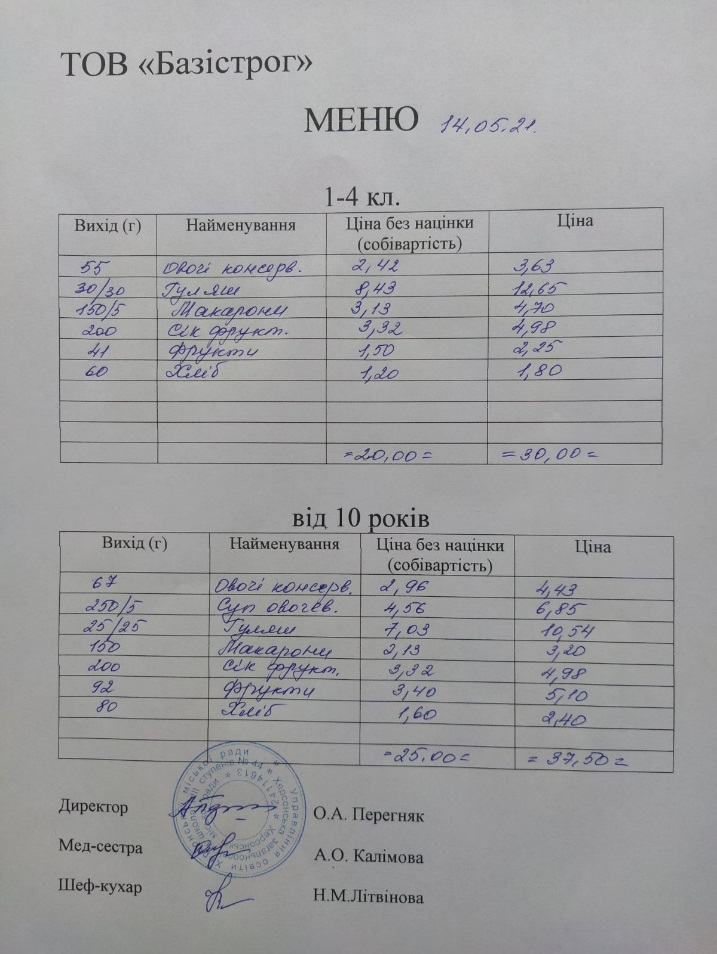 ТОВ «Базістрог»
МЕНЮ 14.05.21.
1-4 кл.
Вихід (г) Найменування Ціна без націнки (собівартість) Ціна
55 Овочі консерв. 2,42 3,63
30/30 Гуляш 8,43 12,65
150/5 Макарони 3,13 4,70
200 Сік фрукт. 3,32 4,98
41 Фрукти 1,50 2,25
60 Хліб 1,20 1,80
=20,00= =30,00=
від 10 років
Вихід (г) Найменування Ціна без націнки (собівартість) Ціна
67 Овочі консерв. 2,96 4,43
250/5 Суп овочев. 4,56 6,85
25/25 Гуляш 7,03 10,54
150 Макарони 2,13 3,20
200 Сік фрукт. 3,32 4,98
92 Фрукти 3,40 5,10
80 Хліб 1,60 2,40
=25.00= =37,50=
Директор О.А. Перегняк
Мед-сестра А.О. Калімова
Шеф-кухар Н.М.Літвінова